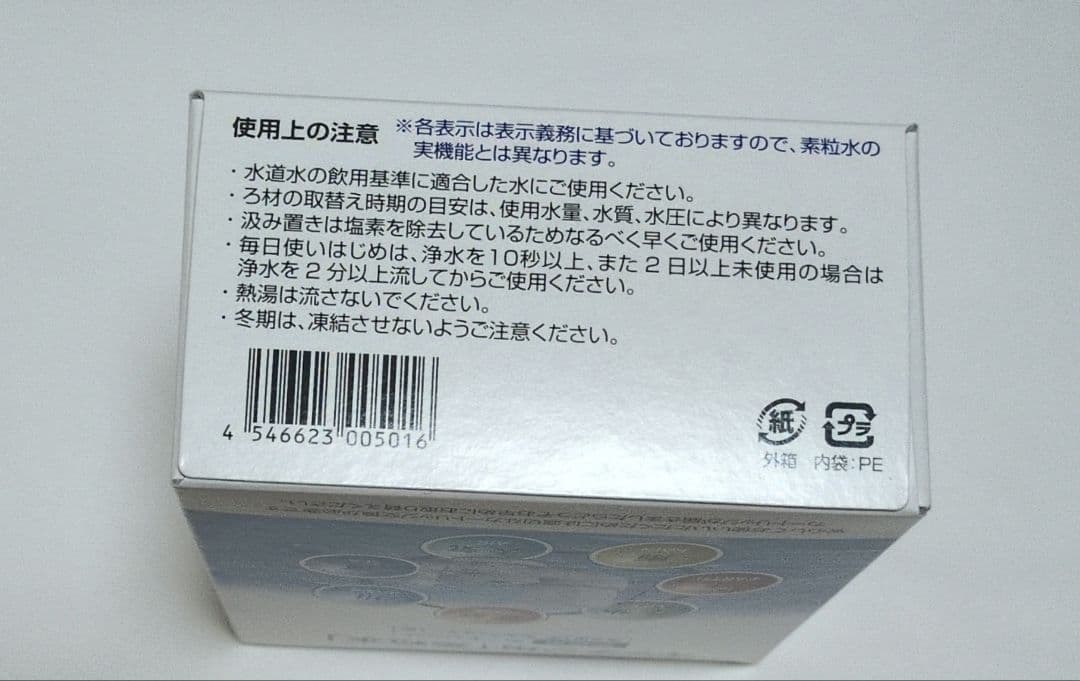 使用上の注意 ※各表示は表示義務に基づいておりますので、素粒水の
実機能とは異なります。
・水道水の飲用基準に適合した水にご使用ください。
・ろ材の取替え時期の目安は、使用水量、水質、水圧により異なります。
・汲み置きは塩素を除去しているためなるべく早くご使用ください。
・毎日使いはじめは、浄水を10秒以上、また2日以上未使用の場合は
浄水を2分以上流してからご使用ください。
・熱湯は流さないでください。
・冬期は、凍結させないようご注意ください。
4 546623 005016
紙 プラ
外箱 内袋:PE